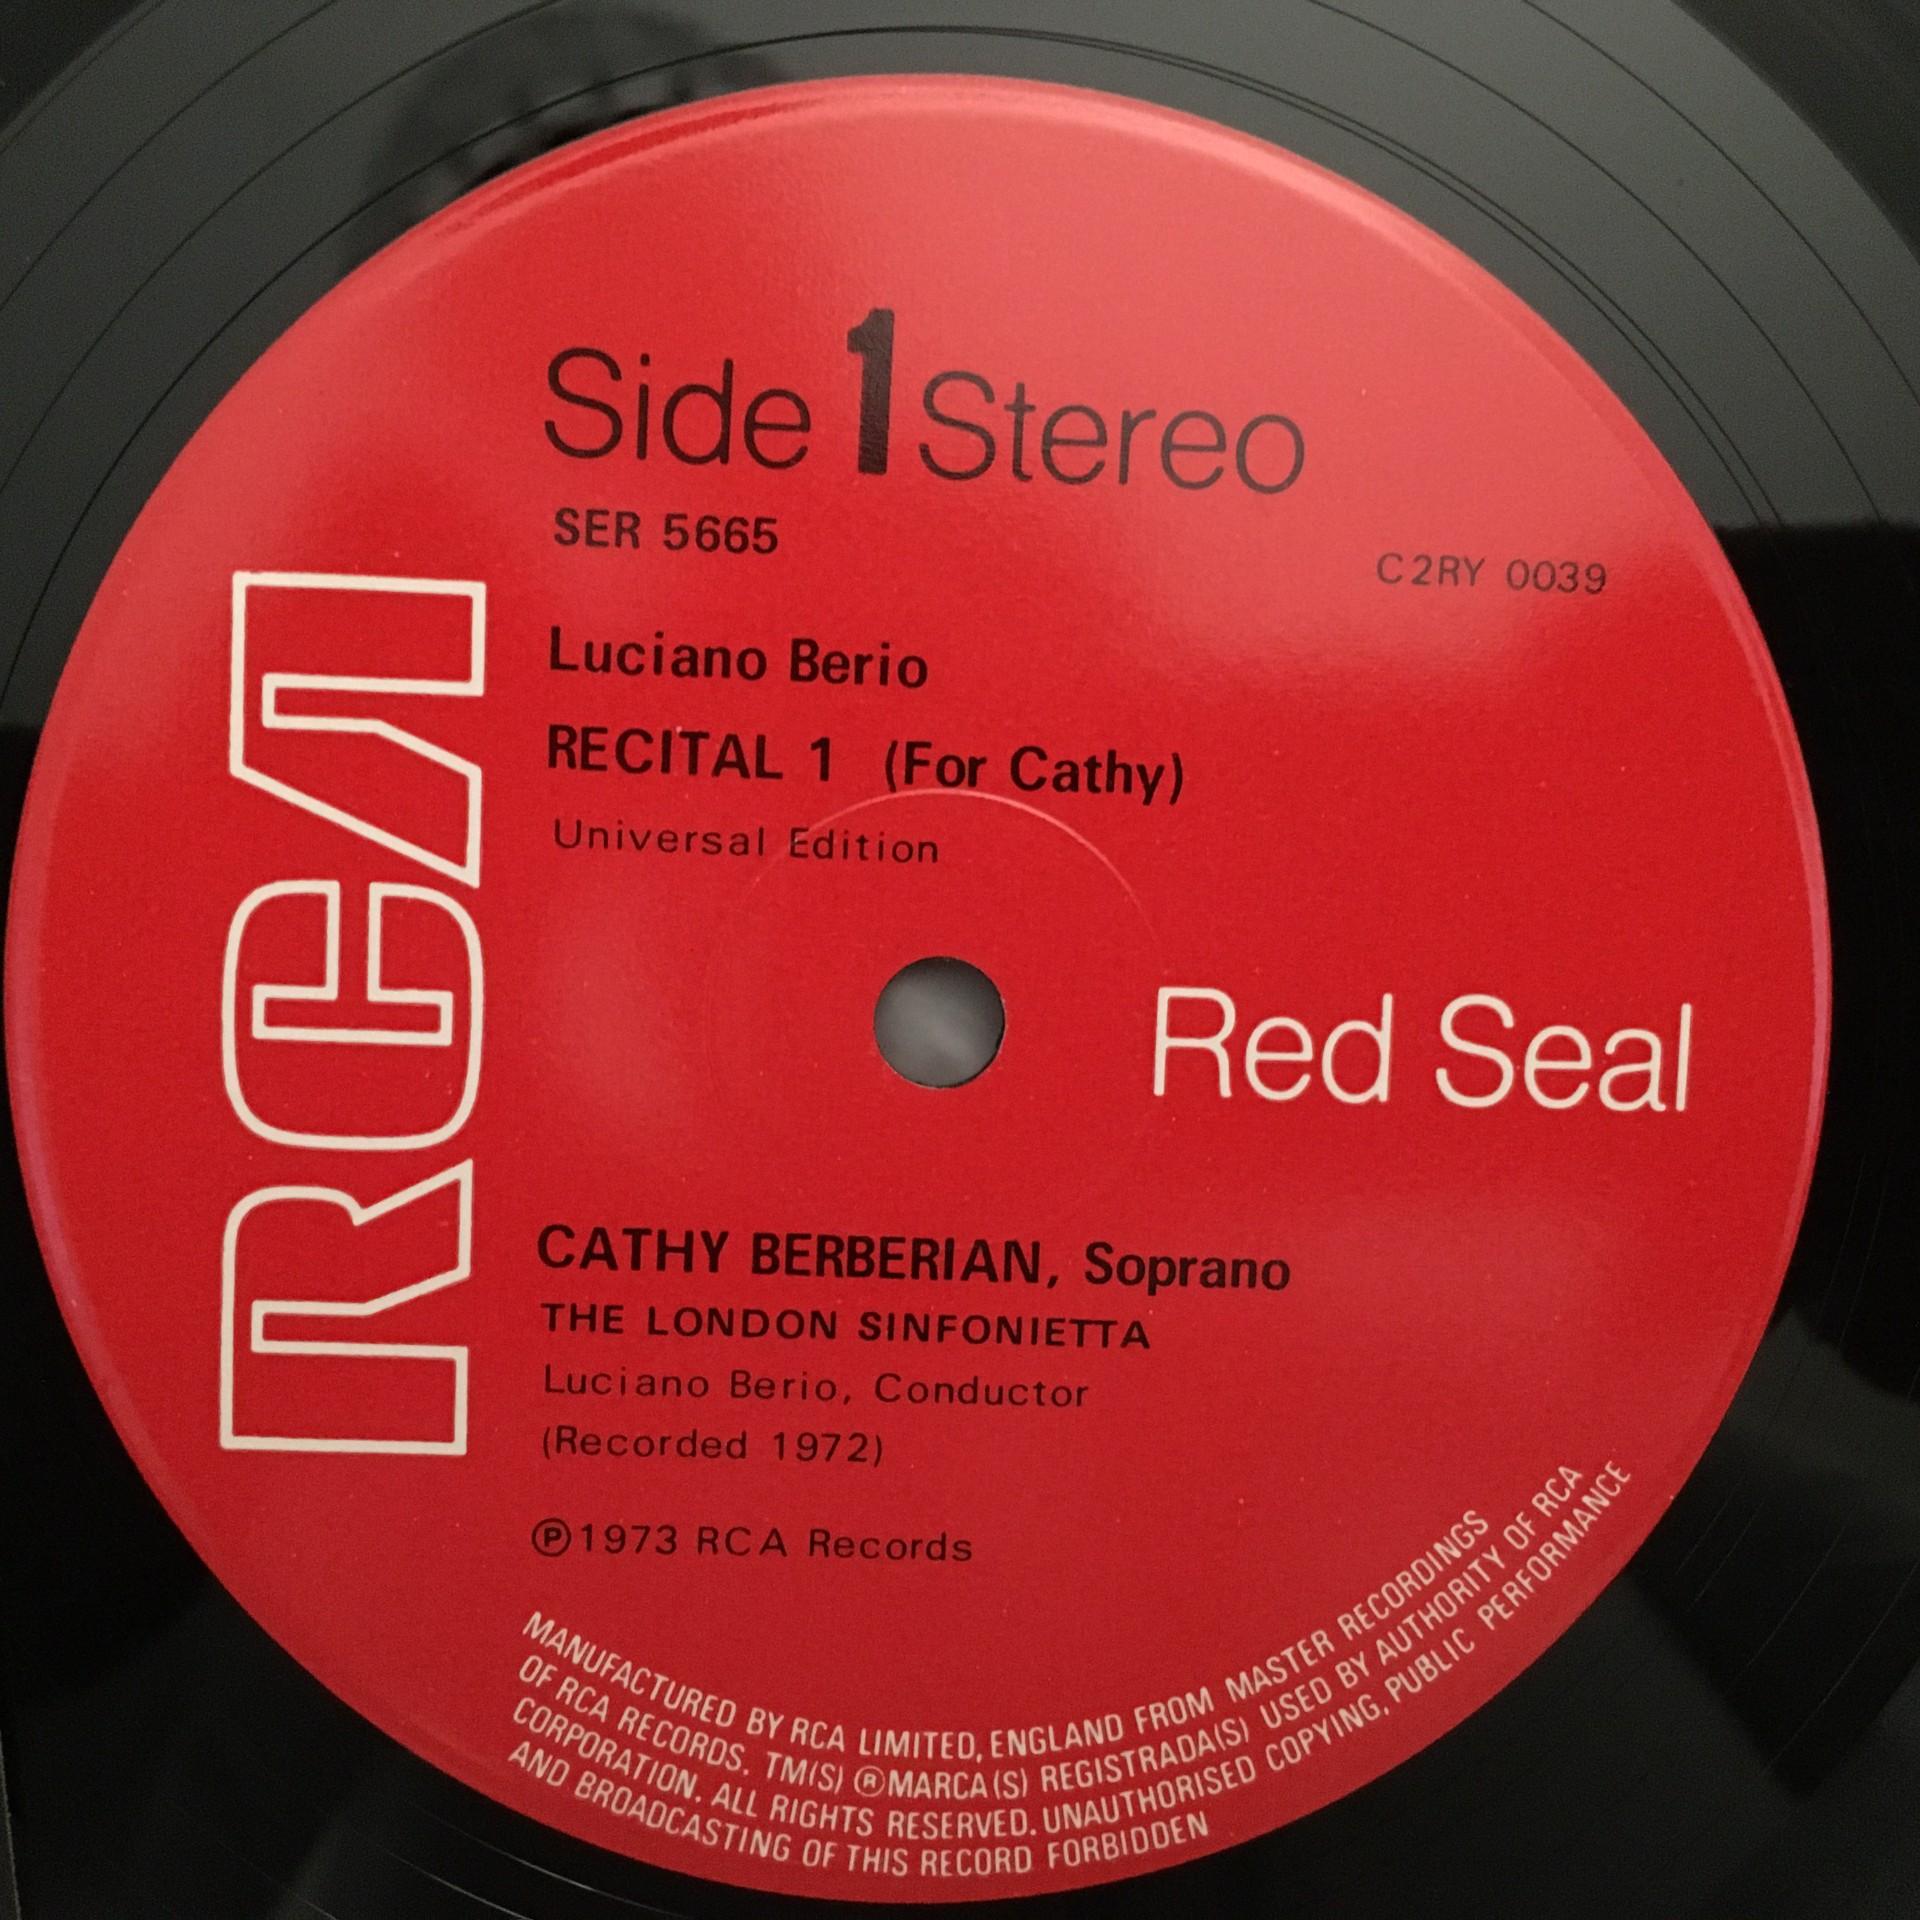 Side 1 Stereo
SER 5665
C2RY 0039
Luciano Berio
RECITAL 1 (For Cathy)
Universal Edition
RCA
Red Seal
CATHY BERBERIAN, Soprano
THE LONDON SINFONIETTA
Luciano Berio, Conductor
(Recorded 1972)
Ⓟ1973 RCA Records
MANUFACTURED BY RCA LIMITED, ENGLAND FROM MASTER RECORDINGS
OF RCA RECORDS. TM(S) ®MARCA(S) REGISTRADA(S) USED BY AUTHORITY OF RCA
CORPORATION. ALL RIGHTS RESERVED. UNAUTHORISED COPYING, PUBLIC PERFORMANCE
AND BROADCASTING OF THIS RECORD FORBIDDEN